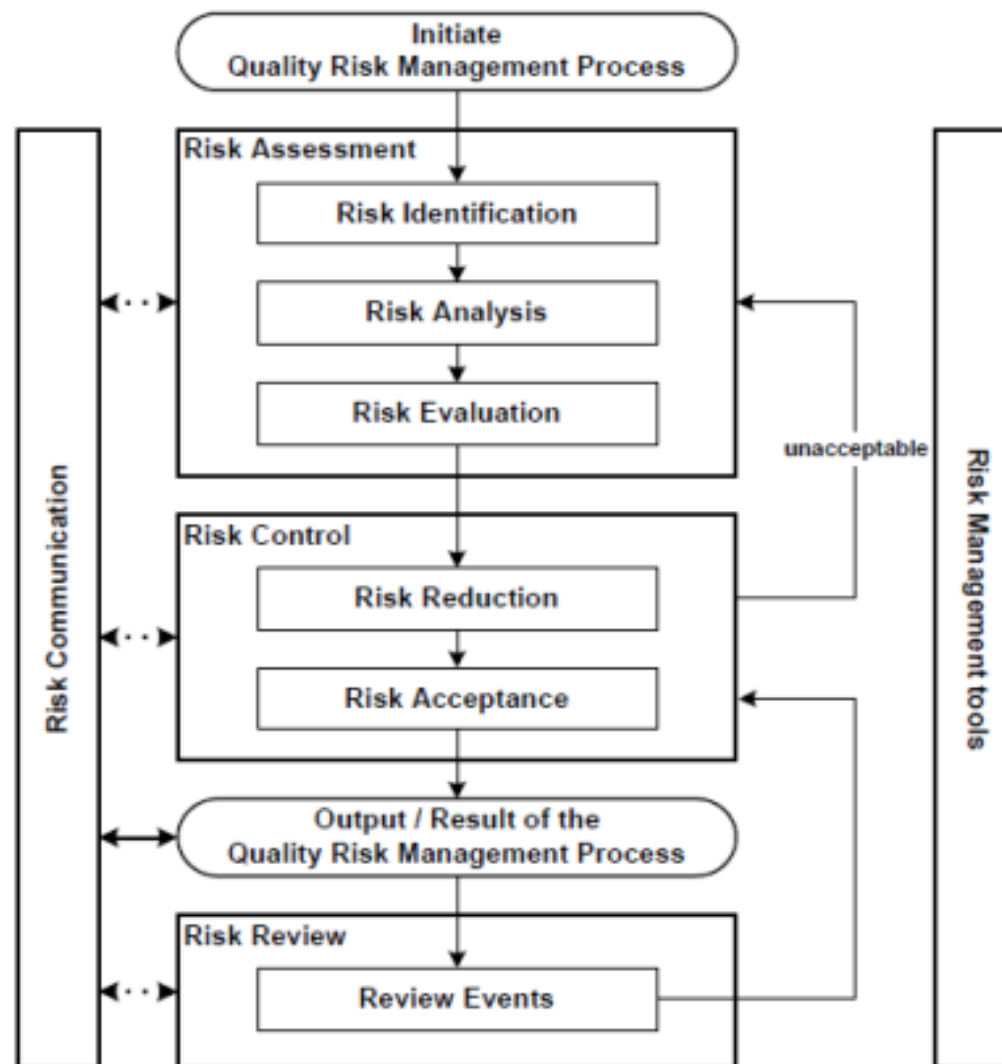 Initiate
Quality Risk Management Process
Risk Assessment
Risk Identification
Risk Analysis
Risk Evaluation
unacceptable
Risk Communication
Risk Management tools
Risk Control
Risk Reduction
Risk Acceptance
Output / Result of the
Quality Risk Management Process
Risk Review
Review Events